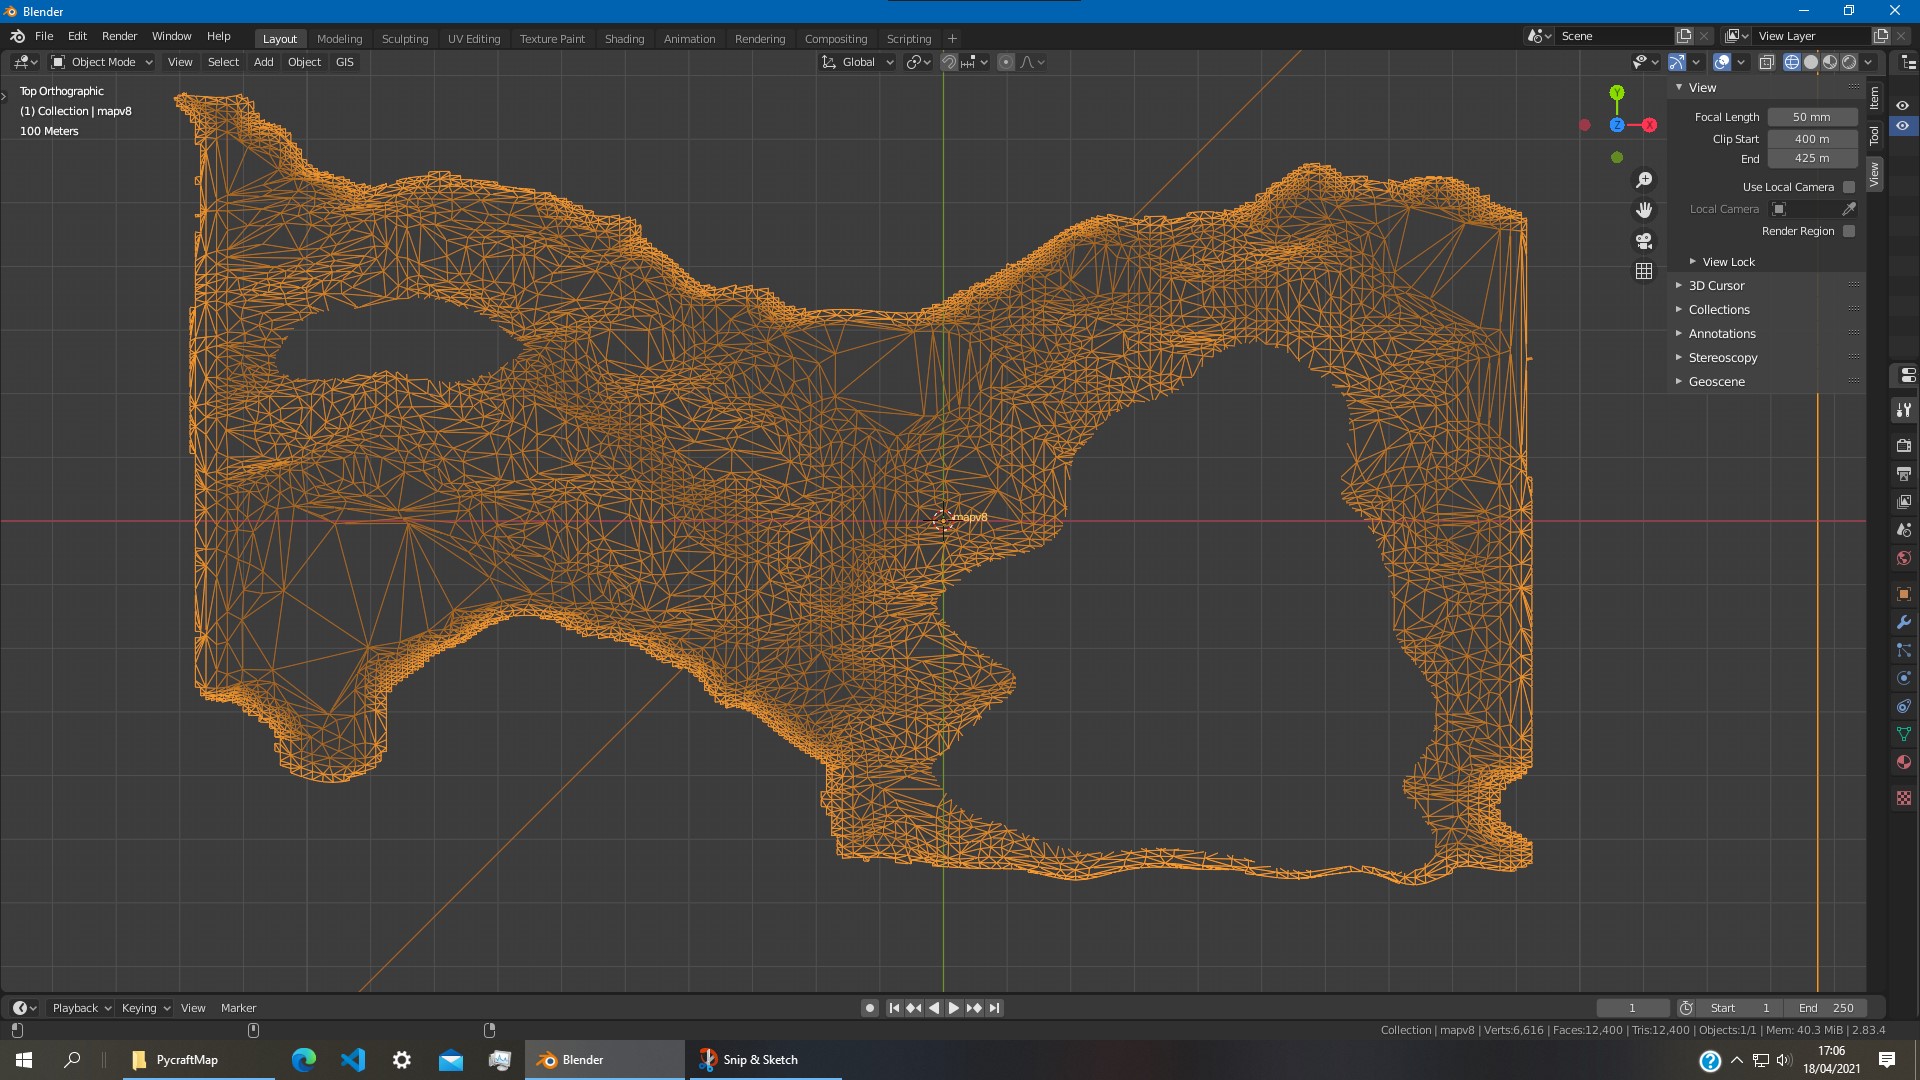 Blender
File Edit Render Window Help Layout Modeling Sculpting UV Editing Texture Paint Shading Animation Rendering Compositing Scripting + Scene View Layer
Object Mode View Select Add Object GIS Global
Top Orthographic
(1) Collection | mapv8
100 Meters
Y
X
Z
View
Focal Length 50 mm
Clip Start 400 m
End 425 m
Use Local Camera
Local Camera
Render Region
View Lock
3D Cursor
Collections
Annotations
Stereoscopy
Geoscene
Item
Tool
View
mapv8
Playback Keying View Marker 1 Start 1 End 250
Collection | mapv8 | Verts:6,616 | Faces:12,400 | Tris:12,400 | Objects:1/1 | Mem: 40.3 MiB | 2.83.4
PycraftMap Blender Snip & Sketch
17:06
18/04/2021